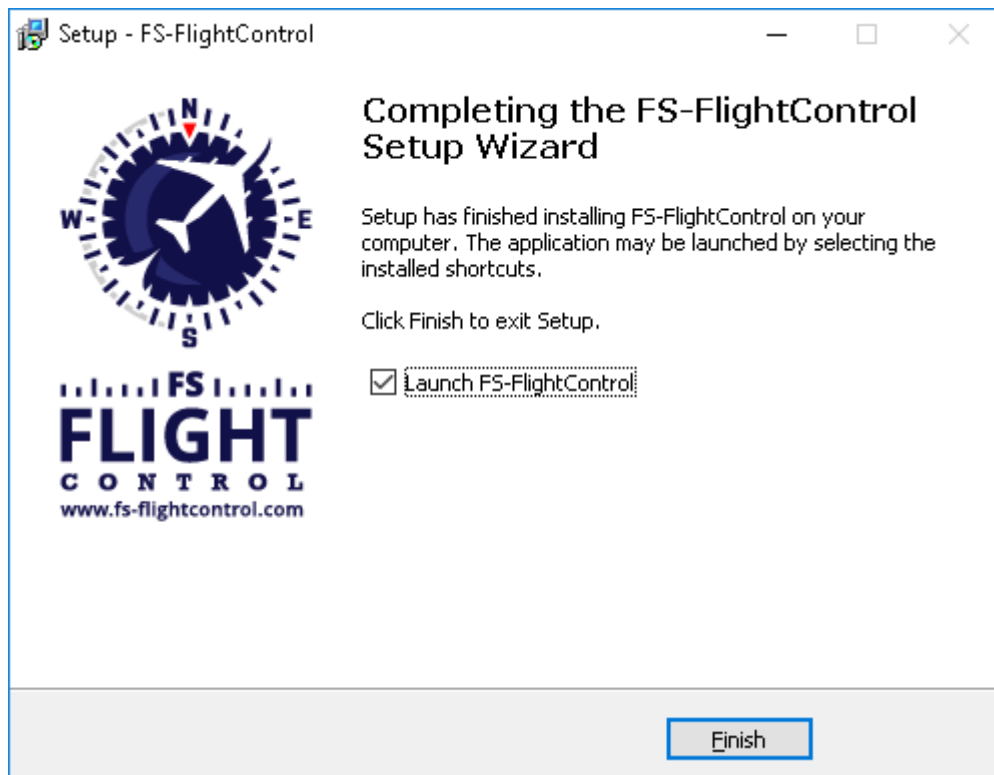 Setup - FS-FlightControl
N
W
E
S
FS
FLIGHT
CONTROL
www.fs-flightcontrol.com
Completing the FS-FlightControl
Setup Wizard
Setup has finished installing FS-FlightControl on your
computer. The application may be launched by selecting the
installed shortcuts.
Click Finish to exit Setup.
Launch FS-FlightControl
Finish